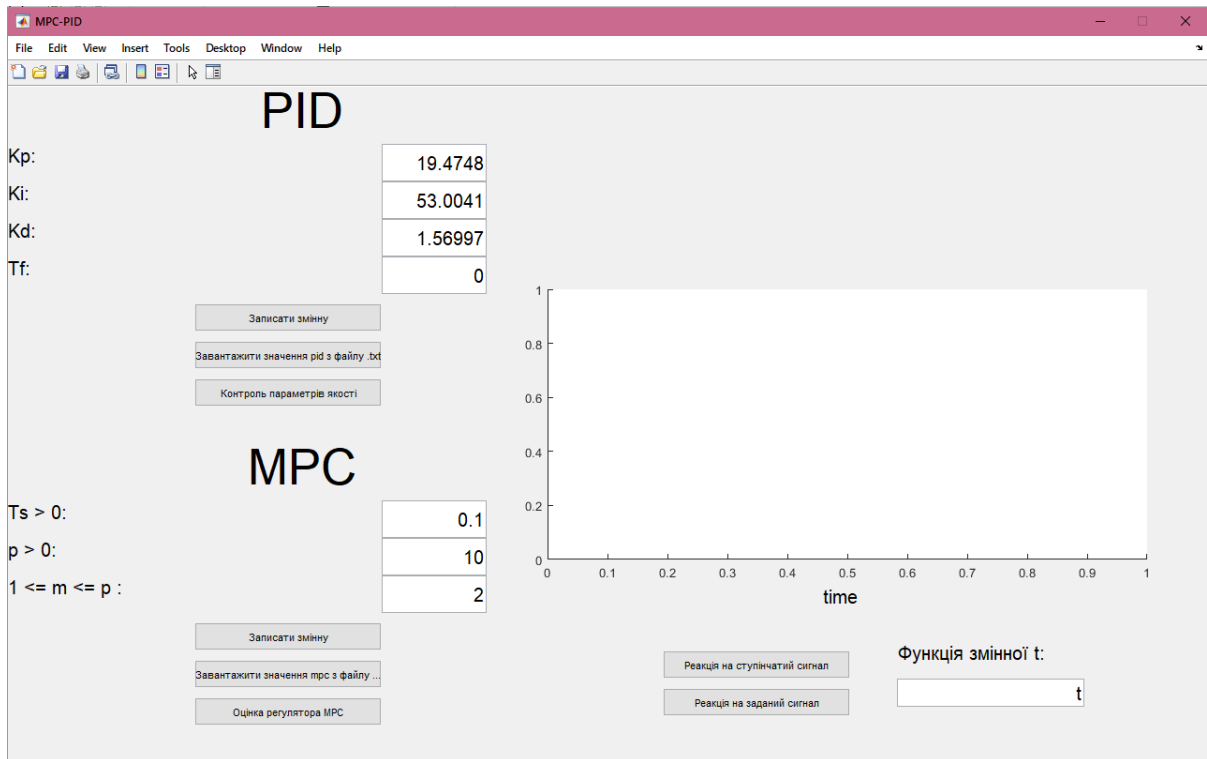 MPC-PID
File Edit View Insert Tools Desktop Window Help
PID
Kp: 19.4748
Ki: 53.0041
Kd: 1.56997
Tf: 0
Записати змінну
Завантажити значення pid з файлу .txt
Контроль параметрів якості
MPC
Ts > 0: 0.1
p > 0: 10
1 <= m <= p : 2
Записати змінну
Завантажити значення mpc з файлу ...
Оцінка регулятора MPC
1
0.8
0.6
0.4
0.2
0
0 0.1 0.2 0.3 0.4 0.5 0.6 0.7 0.8 0.9 1
time
Реакція на ступінчатий сигнал
Реакція на заданий сигнал
Функція змінної t:
t